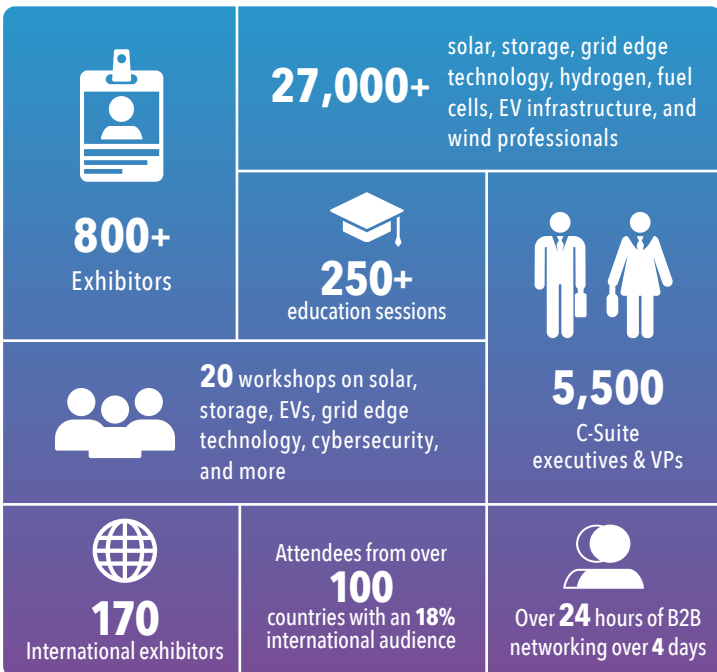 800+
Exhibitors
27,000+
solar, storage, grid edge
technology, hydrogen, fuel
cells, EV infrastructure, and
wind professionals
250+
education sessions
5,500
C-Suite
executives & VPs
20 workshops on solar,
storage, EVs, grid edge
technology, cybersecurity,
and more
170
International exhibitors
Attendees from over
100
countries with an 18%
international audience
Over 24 hours of B2B
networking over 4 days